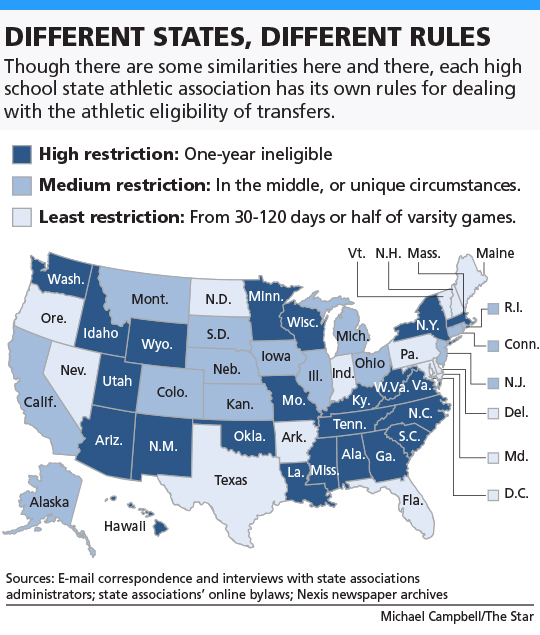 DIFFERENT STATES, DIFFERENT RULES
Though there are some similarities here and there, each high
school state athletic association has its own rules for dealing
with the athletic eligibility of transfers.
High restriction: One-year ineligible
Medium restriction: In the middle, or unique circumstances.
Least restriction: From 30-120 days or half of varsity games.
Vt.
N.H.
Mass.
Maine
Wash.
Mont.
N.D.
Minn.
Ore.
Idaho
Wyo.
S.D.
Wisc.
Mich.
N.Y.
R.I.
Conn.
N.J.
Nev.
Utah
Colo.
Neb.
Iowa
Ill.
Ind.
Ohio
Pa.
Calif.
Kan.
Mo.
Ky.
W.Va.
Va.
Del.
Ariz.
N.M.
Okla.
Ark.
Tenn.
N.C.
S.C.
Md.
Texas
La.
Miss.
Ala.
Ga.
Fla.
D.C.
Alaska
Hawaii
Sources: E-mail correspondence and interviews with state associations
administrators; state associations' online bylaws; Nexis newspaper archives
Michael Campbell/The Star